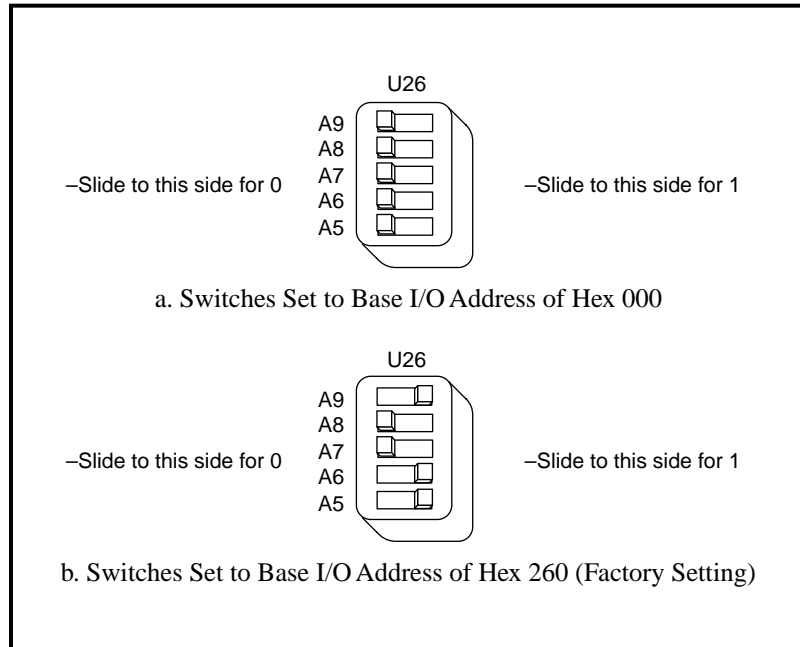 U26
A9
A8
A7
A6
A5
–Slide to this side for 0
–Slide to this side for 1
a. Switches Set to Base I/O Address of Hex 000
U26
A9
A8
A7
A6
A5
–Slide to this side for 0
–Slide to this side for 1
b. Switches Set to Base I/O Address of Hex 260 (Factory Setting)